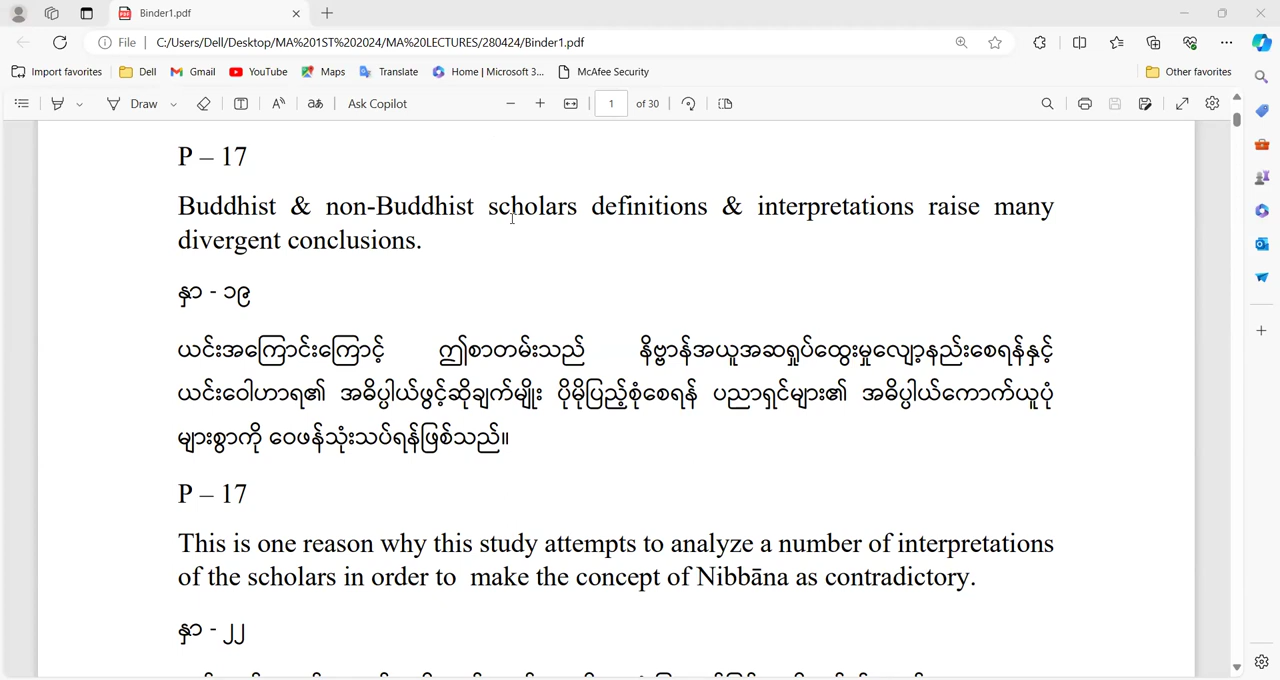 Binder1.pdf
File
C:/Users/Dell/Desktop/MA%201ST%202024/MA%20LECTURES/280424/Binder1.pdf
Import favorites Dell Gmail YouTube Maps Translate Home | Microsoft 3... McAfee Security Other favorites
Draw Ask Copilot 1 of 30
P – 17
Buddhist & non-Buddhist scholars definitions & interpretations raise many
divergent conclusions.
နှာ - ၁၉
ယင်းအကြောင်းကြောင့် ဤစာတမ်းသည် နိဗ္ဗာန်အယူအဆရှုပ်ထွေးမှုလျော့နည်းစေရန်နှင့်
ယင်းဝေါဟာရ၏ အဓိပ္ပါယ်ဖွင့်ဆိုချက်မျိုး ပိုမိုပြည့်စုံစေရန် ပညာရှင်များ၏ အဓိပ္ပါယ်ကောက်ယူပုံ
များစွာကို ဝေဖန်သုံးသပ်ရန်ဖြစ်သည်။
P – 17
This is one reason why this study attempts to analyze a number of interpretations
of the scholars in order to make the concept of Nibbāna as contradictory.
နှာ - ၂၂